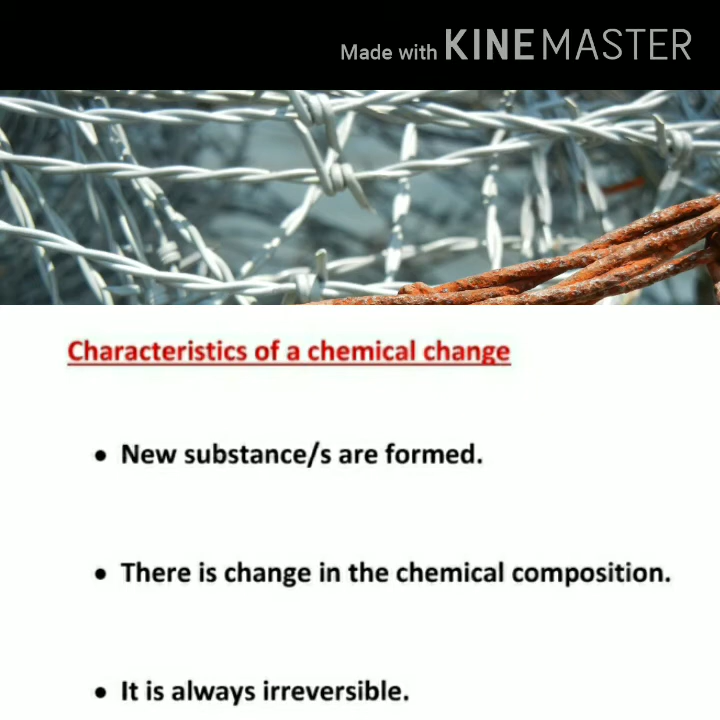 Made with KINEMASTER
Characteristics of a chemical change
• New substance/s are formed.
• There is change in the chemical composition.
• It is always irreversible.